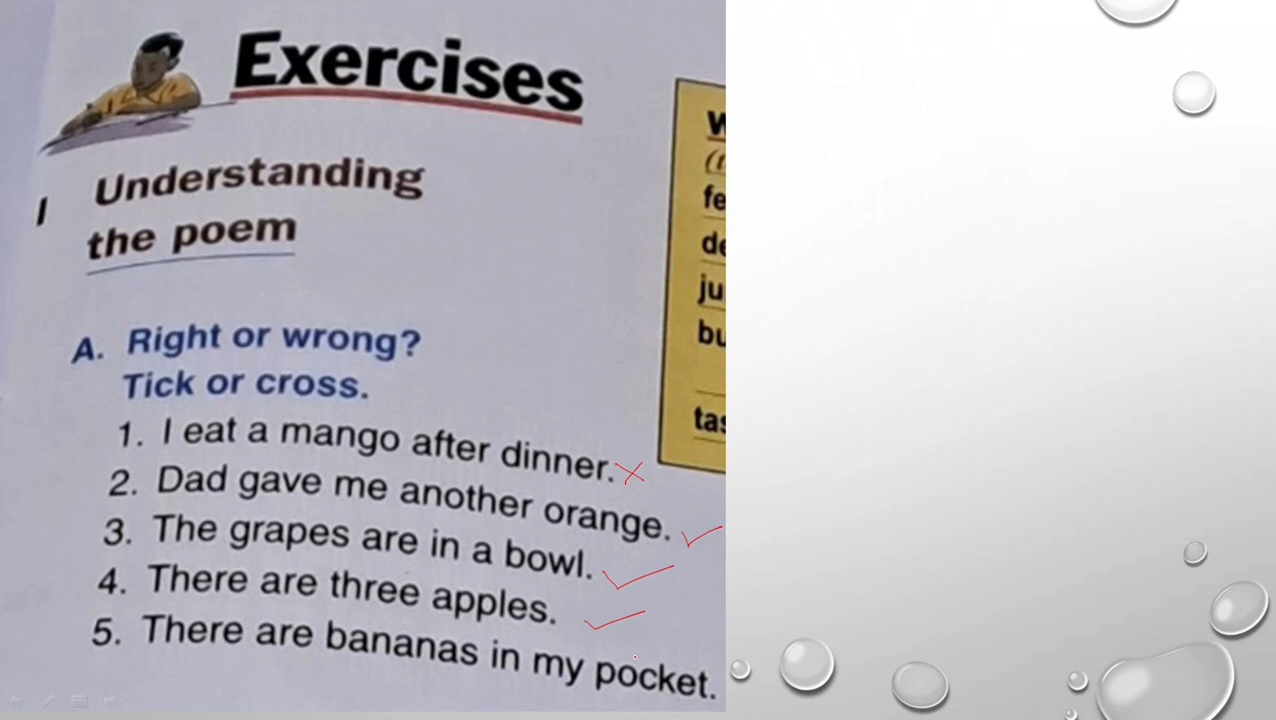 Exercises
I Understanding
the poem
A. Right or wrong?
Tick or cross.
1. I eat a mango after dinner.
2. Dad gave me another orange.
3. The grapes are in a bowl.
4. There are three apples.
5. There are bananas in my pocket.